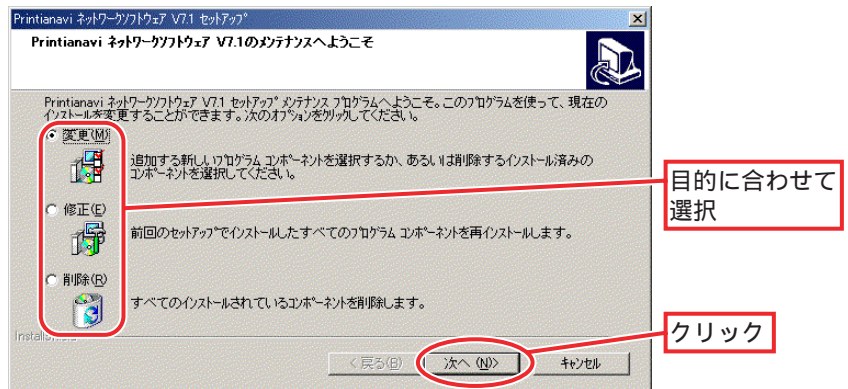 Printianavi ネットワークソフトウェア V7.1 セットアップ
Printianavi ネットワークソフトウェア V7.1のメンテナンスへようこそ
Printianavi ネットワークソフトウェア V7.1 セットアップ メンテナンス プログラムへようこそ。このプログラムを使って、現在の
インストールを変更することができます。次のオプションをクリックしてください。
変更(M)
追加する新しいプログラム コンポーネントを選択するか、あるいは削除するインストール済みの
コンポーネントを選択してください。
目的に合わせて
選択
修正(E)
前回のセットアップでインストールしたすべてのプログラム コンポーネントを再インストールします。
削除(R)
すべてのインストールされているコンポーネントを削除します。
クリック
InstallShield
< 戻る(B)
次へ (N)>
キャンセル